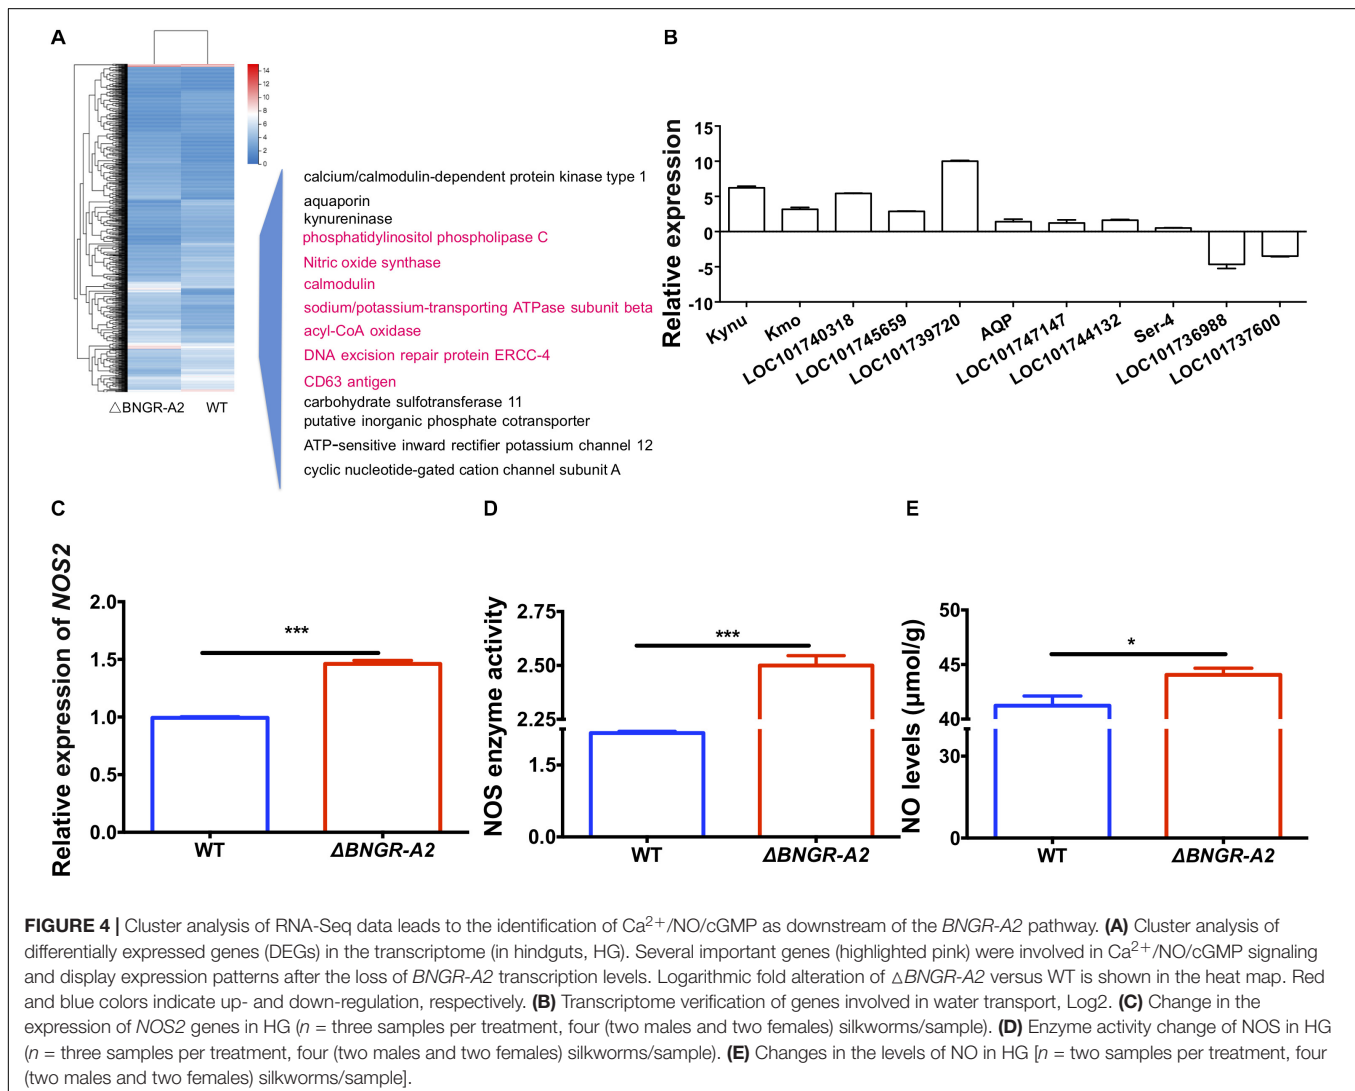 A
14
12
10
8
6
4
2
0
calcium/calmodulin-dependent protein kinase type 1
aquaporin
kynureninase
phosphatidylinositol phospholipase C
Nitric oxide synthase
calmodulin
sodium/potassium-transporting ATPase subunit beta
acyl-CoA oxidase
DNA excision repair protein ERCC-4
CD63 antigen
carbohydrate sulfotransferase 11
putative inorganic phosphate cotransporter
ATP-sensitive inward rectifier potassium channel 12
cyclic nucleotide-gated cation channel subunit A
△BNGR-A2 WT
B
Relative expression
15
10
5
0
-5
-10
Kynu
Kmo
LOC101740318
LOC101745659
LOC101739720
AQP
LOC101747147
LOC101744132
Ser-4
LOC101736988
LOC101737600
C
Relative expression of NOS2
2.0
1.5
1.0
0.5
0.0
***
WT ΔBNGR-A2
D
NOS enzyme activity
2.75
2.50
2.25
1.5
0.0
***
WT ΔBNGR-A2
E
NO levels (µmol/g)
50
45
40
30
0
*
WT ΔBNGR-A2
FIGURE 4 | Cluster analysis of RNA-Seq data leads to the identification of Ca2+/NO/cGMP as downstream of the BNGR-A2 pathway. (A) Cluster analysis of
differentially expressed genes (DEGs) in the transcriptome (in hindguts, HG). Several important genes (highlighted pink) were involved in Ca2+/NO/cGMP signaling
and display expression patterns after the loss of BNGR-A2 transcription levels. Logarithmic fold alteration of △BNGR-A2 versus WT is shown in the heat map. Red
and blue colors indicate up- and down-regulation, respectively. (B) Transcriptome verification of genes involved in water transport, Log2. (C) Change in the
expression of NOS2 genes in HG (n = three samples per treatment, four (two males and two females) silkworms/sample). (D) Enzyme activity change of NOS in HG
(n = three samples per treatment, four (two males and two females) silkworms/sample). (E) Changes in the levels of NO in HG [n = two samples per treatment, four
(two males and two females) silkworms/sample].